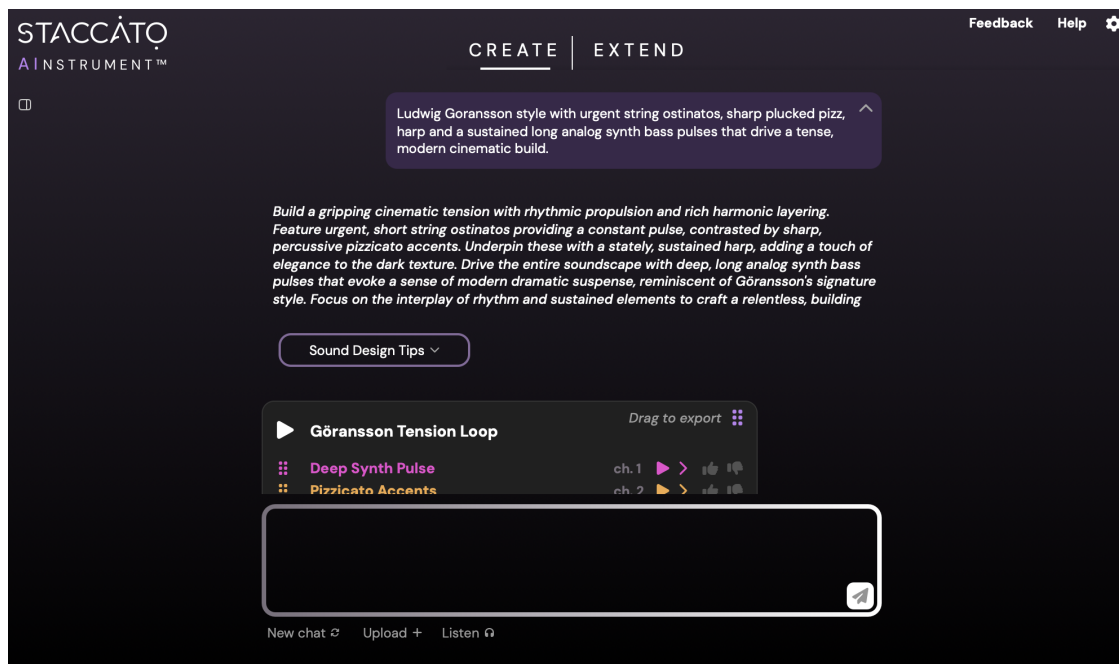 STACCATO
AINSTRUMENT™
CREATE | EXTEND
Feedback Help
Ludwig Goransson style with urgent string ostinatos, sharp plucked pizz,
harp and a sustained long analog synth bass pulses that drive a tense,
modern cinematic build.
Build a gripping cinematic tension with rhythmic propulsion and rich harmonic layering.
Feature urgent, short string ostinatos providing a constant pulse, contrasted by sharp,
percussive pizzicato accents. Underpin these with a stately, sustained harp, adding a touch of
elegance to the dark texture. Drive the entire soundscape with deep, long analog synth bass
pulses that evoke a sense of modern dramatic suspense, reminiscent of Göransson's signature
style. Focus on the interplay of rhythm and sustained elements to craft a relentless, building
Sound Design Tips
Drag to export
Göransson Tension Loop
Deep Synth Pulse ch. 1
Pizzicato Accents ch. 2
New chat Upload + Listen